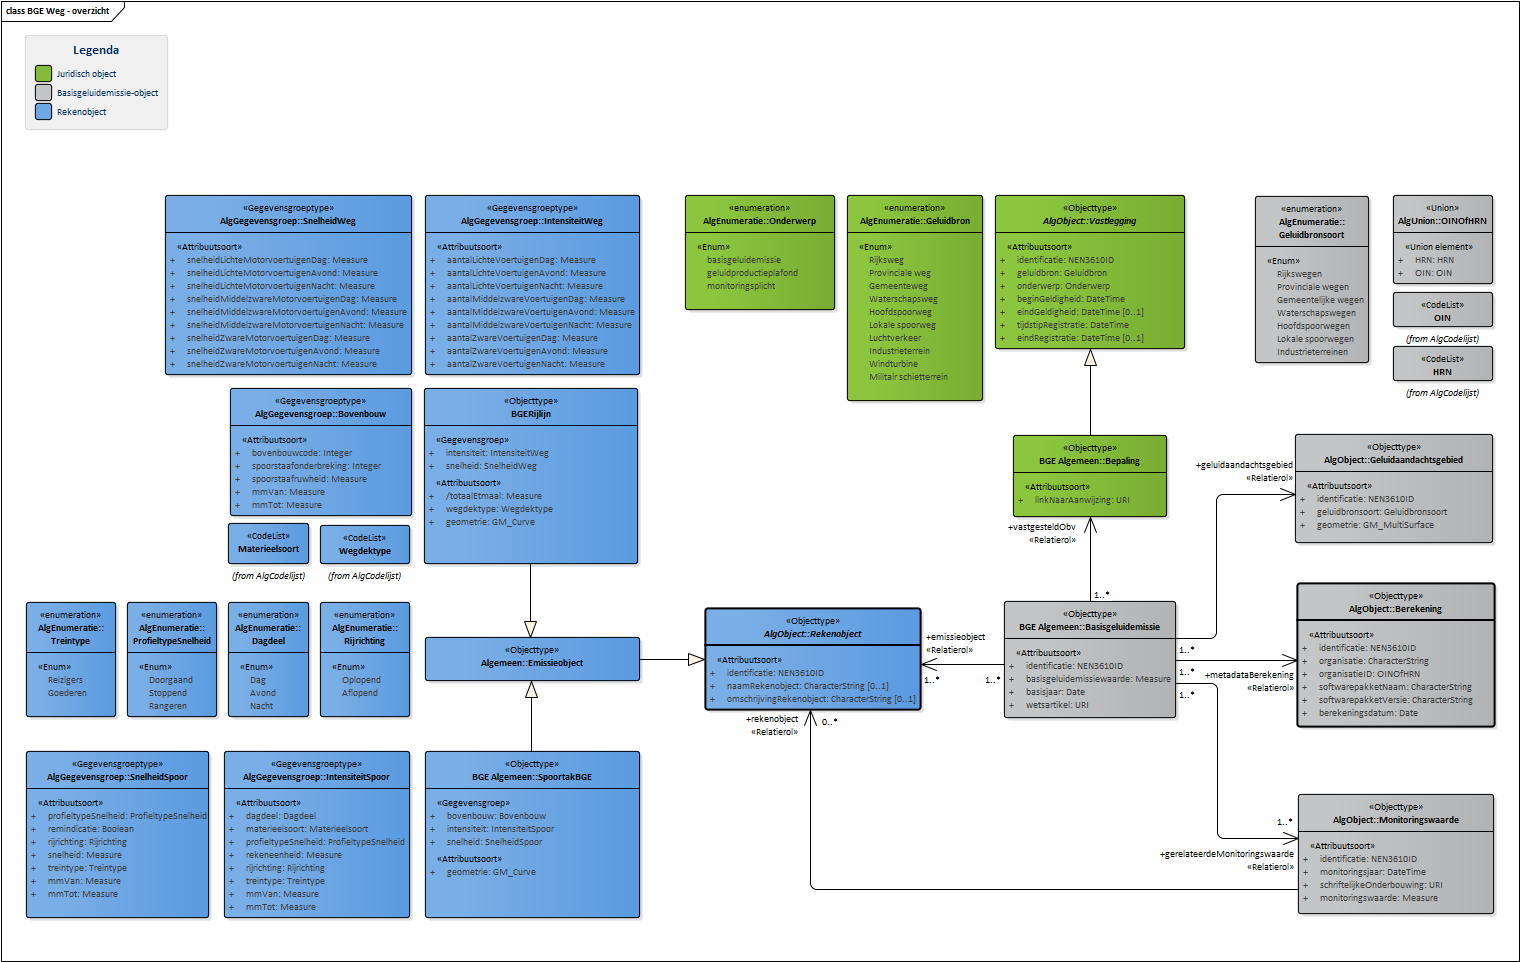 class BGE Weg - overzicht
Legenda
Juridisch object
Basisgeluidemissie-object
Rekenobject
«Gegevensgroeptype»
AlgGegevensgroep::SnelheidWeg
«Attribuutsoort»
+ snelheidLichteMotorvoertuigenDag: Measure
+ snelheidLichteMotorvoertuigenAvond: Measure
+ snelheidLichteMotorvoertuigenNacht: Measure
+ snelheidMiddelzwareMotorvoertuigenDag: Measure
+ snelheidMiddelzwareMotorvoertuigenAvond: Measure
+ snelheidMiddelzwareMotorvoertuigenNacht: Measure
+ snelheidZwareMotorvoertuigenDag: Measure
+ snelheidZwareMotorvoertuigenAvond: Measure
+ snelheidZwareMotorvoertuigenNacht: Measure
«Gegevensgroeptype»
AlgGegevensgroep::IntensiteitWeg
«Attribuutsoort»
+ aantalLichteVoertuigenDag: Measure
+ aantalLichteVoertuigenAvond: Measure
+ aantalLichteVoertuigenNacht: Measure
+ aantalMiddelzwareVoertuigenDag: Measure
+ aantalMiddelzwareVoertuigenAvond: Measure
+ aantalMiddelzwareVoertuigenNacht: Measure
+ aantalZwareVoertuigenDag: Measure
+ aantalZwareVoertuigenAvond: Measure
+ aantalZwareVoertuigenNacht: Measure
«enumeration»
AlgEnumeratie::Onderwerp
«Enum»
basisgeluidemissie
geluidproductieplafond
monitoringsplicht
«enumeration»
AlgEnumeratie::Geluidbron
«Enum»
Rijksweg
Provinciale weg
Gemeenteweg
Waterschapsweg
Hoofdspoorweg
Lokale spoorweg
Luchtverkeer
Industrieterrein
Windturbine
Militair schietterrein
«Objecttype»
AlgObject::Vastlegging
«Attribuutsoort»
+ identificatie: NEN3610ID
+ geluidbron: Geluidbron
+ onderwerp: Onderwerp
+ beginGeldigheid: DateTime
+ eindGeldigheid: DateTime [0..1]
+ tijdstipRegistratie: DateTime
+ eindRegistratie: DateTime [0..1]
«enumeration»
AlgEnumeratie::
Geluidbronsoort
«Enum»
Rijkswegen
Provinciale wegen
Gemeentelijke wegen
Waterschapswegen
Hoofdspoorwegen
Lokale spoorwegen
Industrieterreinen
«Union»
AlgUnion::OINOfHRN
«Union element»
+ HRN: HRN
+ OIN: OIN
«CodeList»
OIN
(from AlgCodelijst)
«CodeList»
HRN
(from AlgCodelijst)
«Gegevensgroeptype»
AlgGegevensgroep::Bovenbouw
«Attribuutsoort»
+ bovenbouwcode: Integer
+ spoorstaafonderbreking: Integer
+ spoorstaafruwheid: Measure
+ mmVan: Measure
+ mmTot: Measure
«Objecttype»
BGERijlijn
«Gegevensgroep»
+ intensiteit: IntensiteitWeg
+ snelheid: SnelheidWeg
«Attribuutsoort»
+ /totaalEtmaal: Measure
+ wegdektype: Wegdektype
+ geometrie: GM_Curve
«CodeList»
Materieelsoort
(from AlgCodelijst)
«CodeList»
Wegdektype
(from AlgCodelijst)
«Objecttype»
BGE Algemeen::Bepaling
«Attribuutsoort»
+ linkNaarAanwijzing: URI
+vastgesteldObv
«Relatierol»
1..*
+geluidaandachtsgebied
«Relatierol»
«Objecttype»
AlgObject::Geluidaandachtsgebied
«Attribuutsoort»
+ identificatie: NEN3610ID
+ geluidbronsoort: Geluidbronsoort
+ geometrie: GM_MultiSurface
«enumeration»
AlgEnumeratie::
Treintype
«Enum»
Reizigers
Goederen
«enumeration»
AlgEnumeratie::
ProfieltypeSnelheid
«Enum»
Doorgaand
Stoppend
Rangeren
«enumeration»
AlgEnumeratie::
Dagdeel
«Enum»
Dag
Avond
Nacht
«enumeration»
AlgEnumeratie::
Rijrichting
«Enum»
Oplopend
Aflopend
«Objecttype»
Algemeen::Emissieobject
«Objecttype»
AlgObject::Rekenobject
«Attribuutsoort»
+ identificatie: NEN3610ID
+ naamRekenobject: CharacterString [0..1]
+ omschrijvingRekenobject: CharacterString [0..1]
+emissieobject
«Relatierol»
1..*
1..*
«Objecttype»
BGE Algemeen::Basisgeluidemissie
«Attribuutsoort»
+ identificatie: NEN3610ID
+ basisgeluidemissiewaarde: Measure
+ basisjaar: Date
+ wetsartikel: URI
1..*
1..*
+metadataBerekening
«Relatierol»
1..*
«Objecttype»
AlgObject::Berekening
«Attribuutsoort»
+ identificatie: NEN3610ID
+ organisatie: CharacterString
+ organisatieID: OINOfHRN
+ softwarepakketNaam: CharacterString
+ softwarepakketVersie: CharacterString
+ berekeningsdatum: Date
+rekenobject
«Relatierol»
0..*
«Gegevensgroeptype»
AlgGegevensgroep::SnelheidSpoor
«Attribuutsoort»
+ profieltypeSnelheid: ProfieltypeSnelheid
+ remindicatie: Boolean
+ rijrichting: Rijrichting
+ snelheid: Measure
+ treintype: Treintype
+ mmVan: Measure
+ mmTot: Measure
«Gegevensgroeptype»
AlgGegevensgroep::IntensiteitSpoor
«Attribuutsoort»
+ dagdeel: Dagdeel
+ materieelsoort: Materieelsoort
+ profieltypeSnelheid: ProfieltypeSnelheid
+ rekeneenheid: Measure
+ rijrichting: Rijrichting
+ treintype: Treintype
+ mmVan: Measure
+ mmTot: Measure
«Objecttype»
BGE Algemeen::SpoortakBGE
«Gegevensgroep»
+ bovenbouw: Bovenbouw
+ intensiteit: IntensiteitSpoor
+ snelheid: SnelheidSpoor
«Attribuutsoort»
+ geometrie: GM_Curve
1..*
+gerelateerdeMonitoringswaarde
«Relatierol»
«Objecttype»
AlgObject::Monitoringswaarde
«Attribuutsoort»
+ identificatie: NEN3610ID
+ monitoringsjaar: DateTime
+ schriftelijkeOnderbouwing: URI
+ monitoringswaarde: Measure